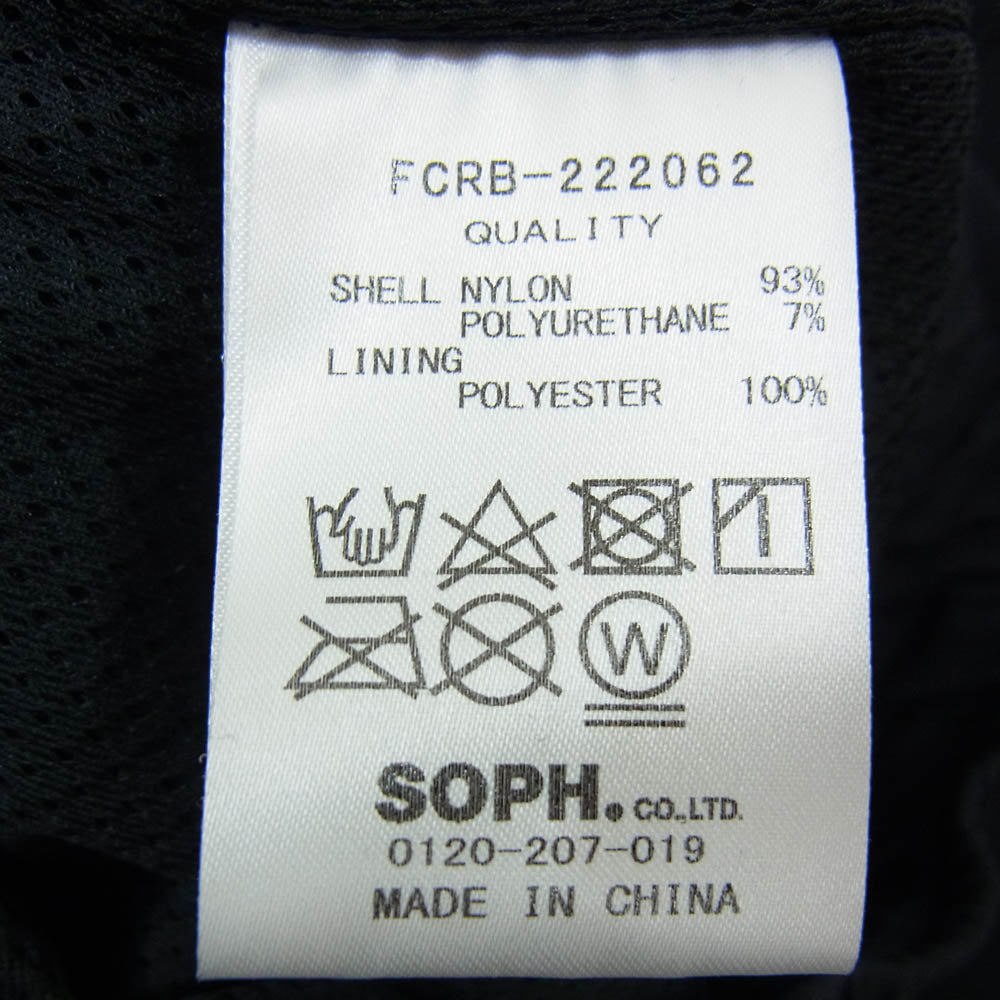 FCRB-222062
QUALITY
SHELL NYLON 93%
POLYURETHANE 7%
LINING
POLYESTER 100%
W
SOPH. CO.,LTD.
0120-207-019
MADE IN CHINA